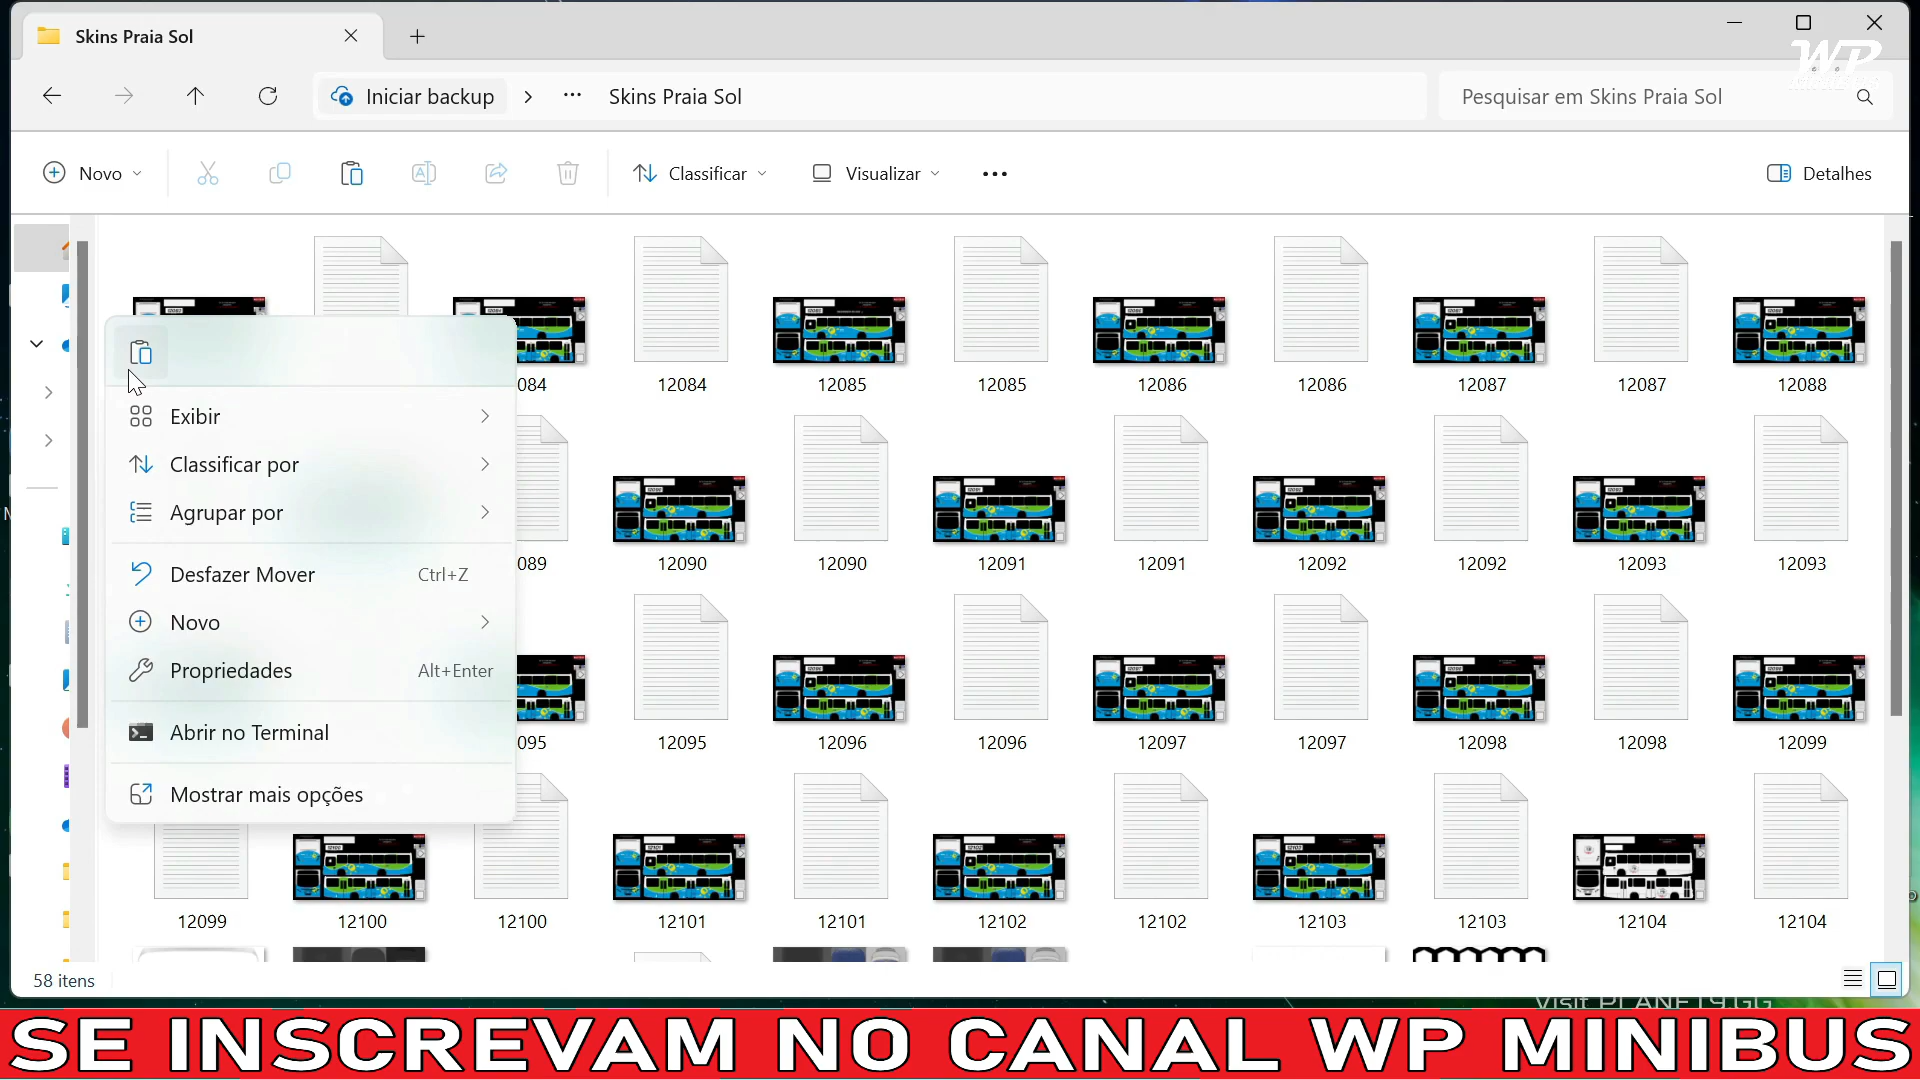 Skins Praia Sol
WP
Iniciar backup
Skins Praia Sol
Pesquisar em Skins Praia Sol
Novo
Classificar
Visualizar
Detalhes
084 12084 12085 12085 12086 12086 12087 12087 12088
Exibir
Classificar por
Agrupar por
089 12090 12090 12091 12091 12092 12092 12093 12093
Desfazer Mover Ctrl+Z
Novo
Propriedades Alt+Enter
095 12095 12096 12096 12097 12097 12098 12098 12099
Abrir no Terminal
Mostrar mais opções
12099 12100 12100 12101 12101 12102 12102 12103 12103 12104 12104
58 itens
Visit PLANET9.GG
SE INSCREVAM NO CANAL WP MINIBUS